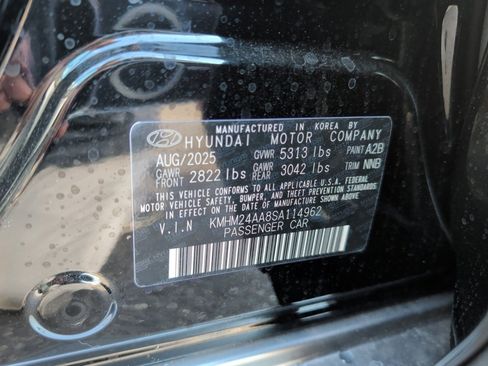 MANUFACTURED IN KOREA BY
HYUNDAI MOTOR COMPANY
AUG/2025 GVWR 5313 lbs PAINT A2B
GAWR FRONT 2822 lbs GAWR REAR 3042 lbs TRIM NNB
THIS VEHICLE CONFORMS TO ALL APPLICABLE U.S.A. FEDERAL
MOTOR VEHICLE SAFETY, BUMPER, AND THEFT PREVENTION STANDARDS
IN EFFECT ON THE DATE OF MANUFACTURE SHOWN ABOVE.
V.I.N KMHM24AA8SA114962
PASSENGER CAR